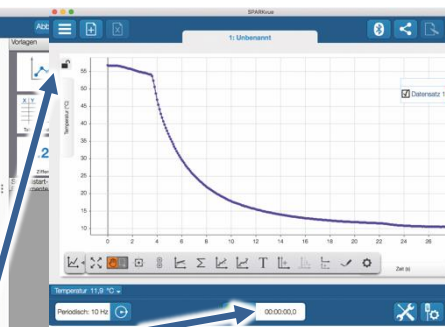 SPARKvue
Abb
Vorlagen
1: Unbenannt
X Y
.2
55
50
45
40
35
30
25
20
15
10
Temperatur (°C)
Datensatz 1
0 2 4 6 8 10 12 14 16 18 20 22 24 26
Zeit (s)
Σ T
Temperatur 11,9 °C
Periodisch: 10 Hz
00:00:00,0